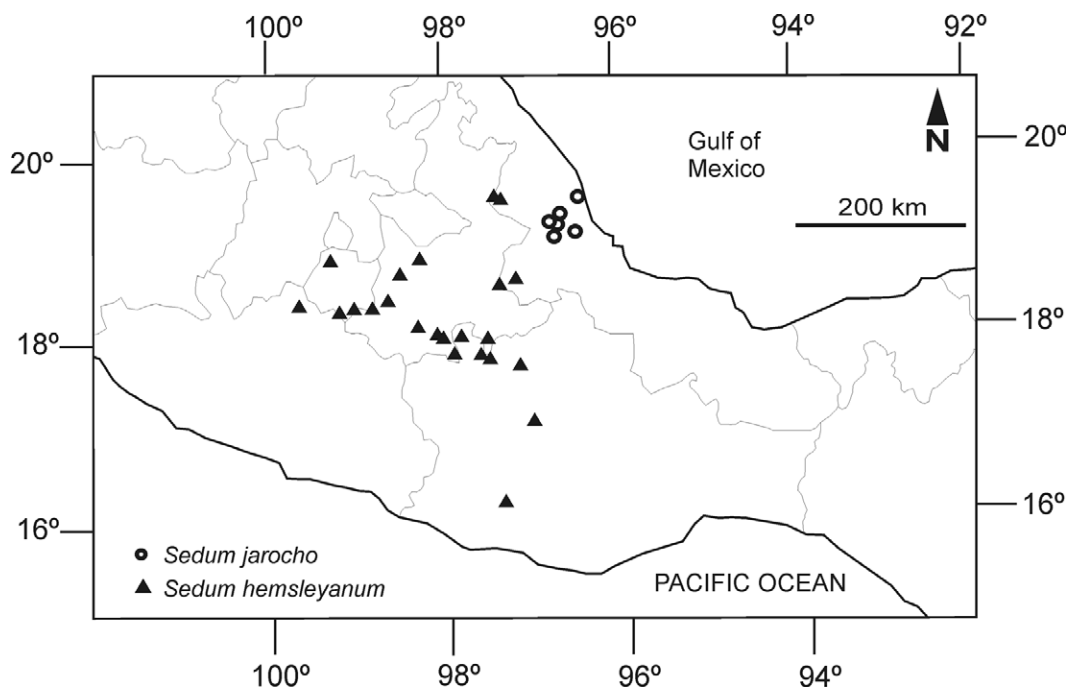 100º 98º 96º 94º 92º
Gulf of
Mexico
N
20º 20º
200 km
18º 18º
16º 16º
Sedum jarocho
Sedum hemsleyanum
PACIFIC OCEAN
100º 98º 96º 94º